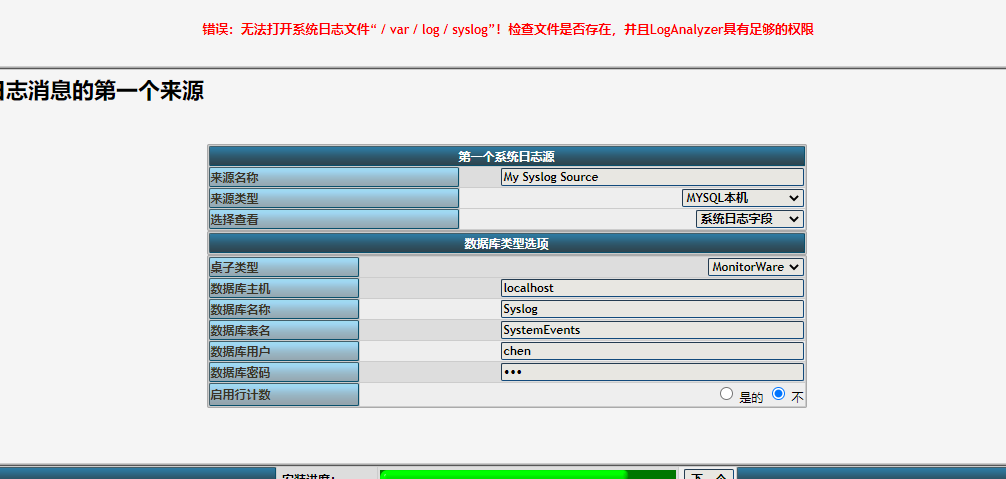 错误：无法打开系统日志文件“ / var / log / syslog”！检查文件是否存在，并且LogAnalyzer具有足够的权限
日志消息的第一个来源
第一个系统日志源
来源名称 My Syslog Source
来源类型 MYSQL本机
选择查看 系统日志字段
数据库类型选项
桌子类型 MonitorWare
数据库主机 localhost
数据库名称 Syslog
数据库表名 SystemEvents
数据库用户 chen
数据库密码 •••
启用行计数 是的 不
安装进度： 下一个